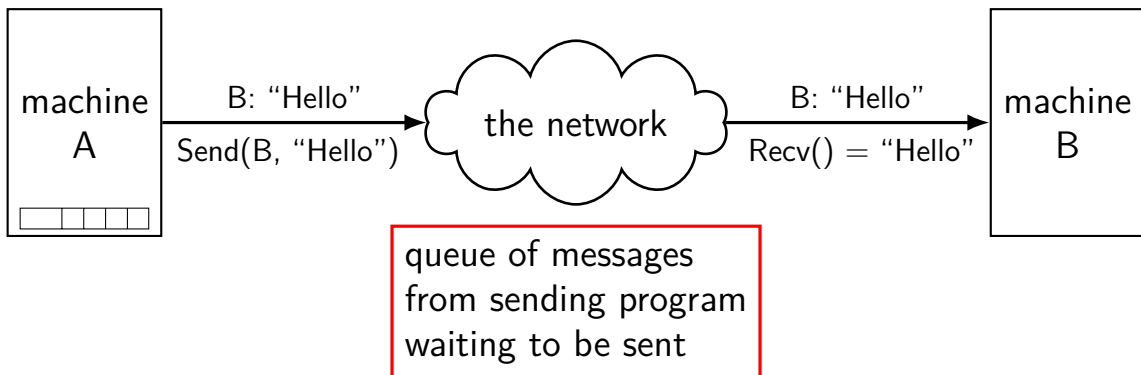 machine
A
B: “Hello”
Send(B, “Hello”)
the network
B: “Hello”
Recv() = “Hello”
machine
B
queue of messages
from sending program
waiting to be sent